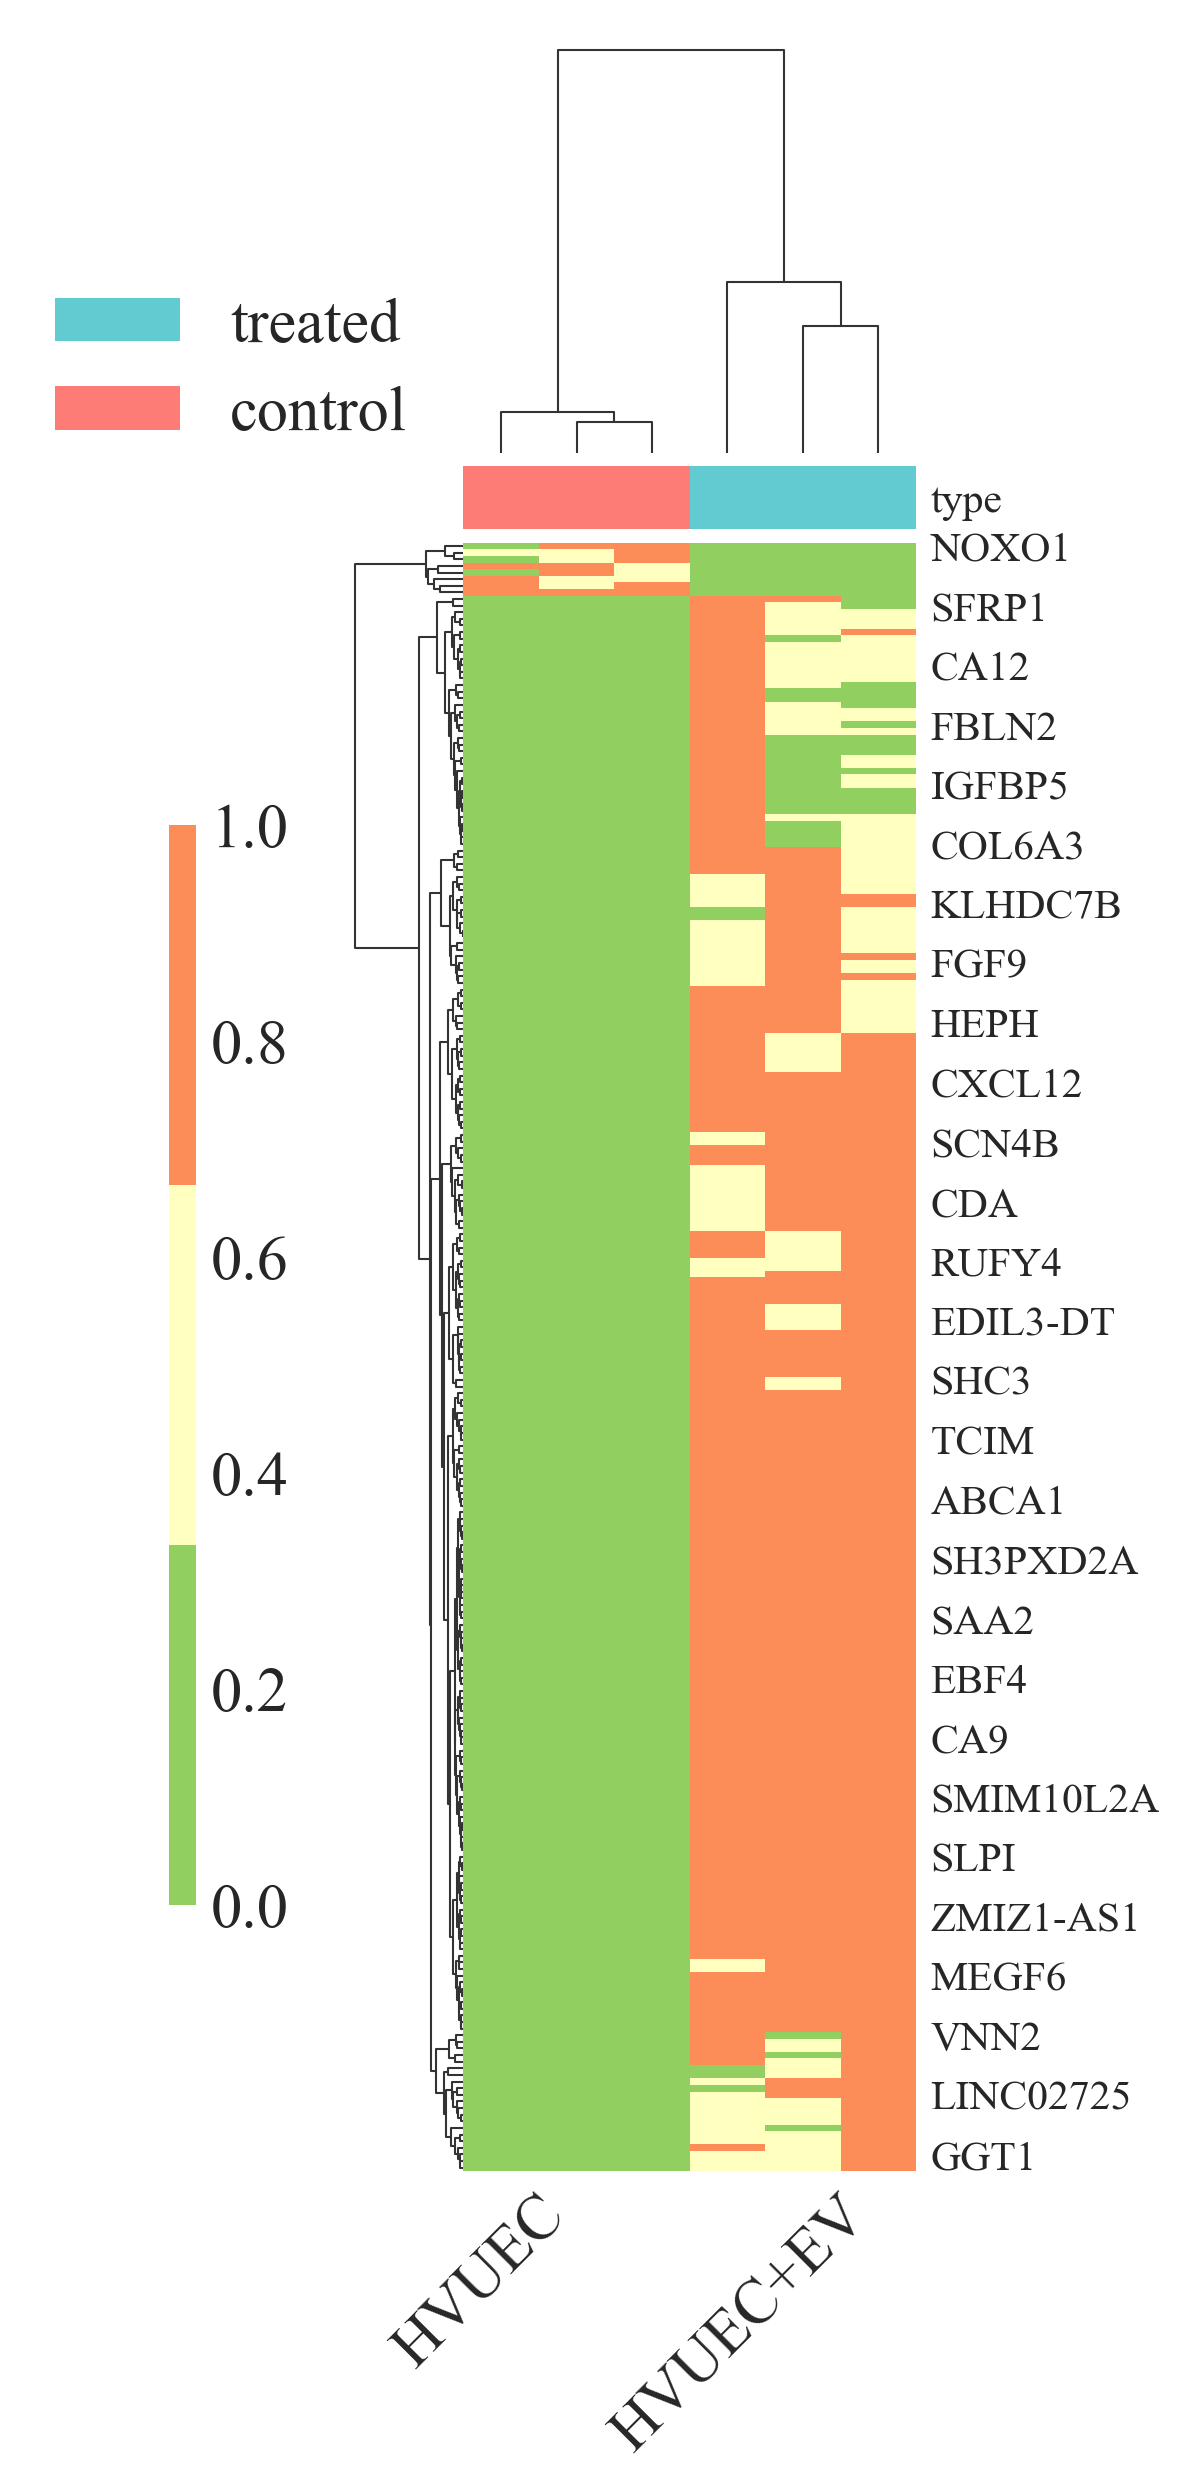 treated
control
type
NOXO1
SFRP1
CA12
FBLN2
IGFBP5
COL6A3
KLHDC7B
FGF9
HEPH
CXCL12
SCN4B
CDA
RUFY4
EDIL3-DT
SHC3
TCIM
ABCA1
SH3PXD2A
SAA2
EBF4
CA9
SMIM10L2A
SLPI
ZMIZ1-AS1
MEGF6
VNN2
LINC02725
GGT1
1.0
0.8
0.6
0.4
0.2
0.0
HVUEC
HVUEC+EV